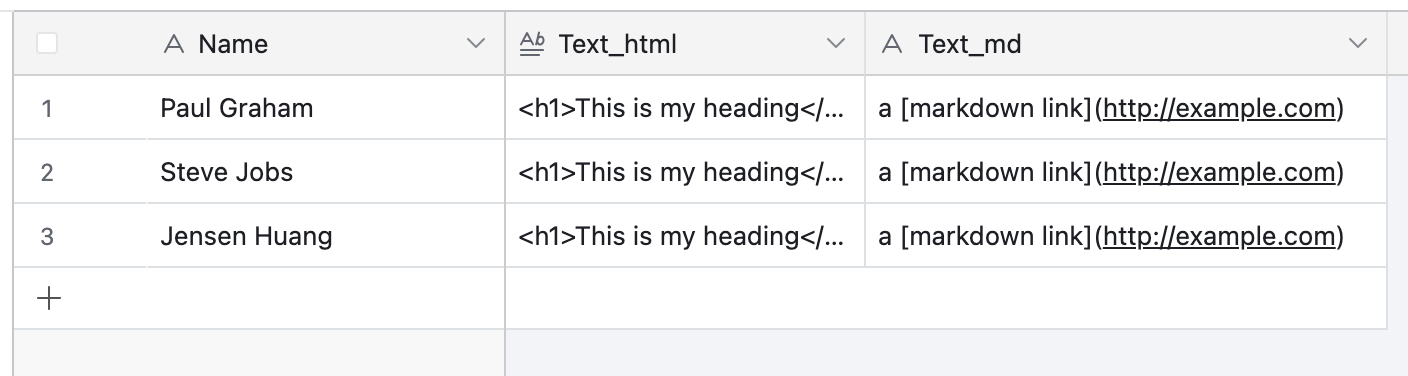 Name Text_html Text_md
1 Paul Graham <h1>This is my heading</... a [markdown link](http://example.com)
2 Steve Jobs <h1>This is my heading</... a [markdown link](http://example.com)
3 Jensen Huang <h1>This is my heading</... a [markdown link](http://example.com)